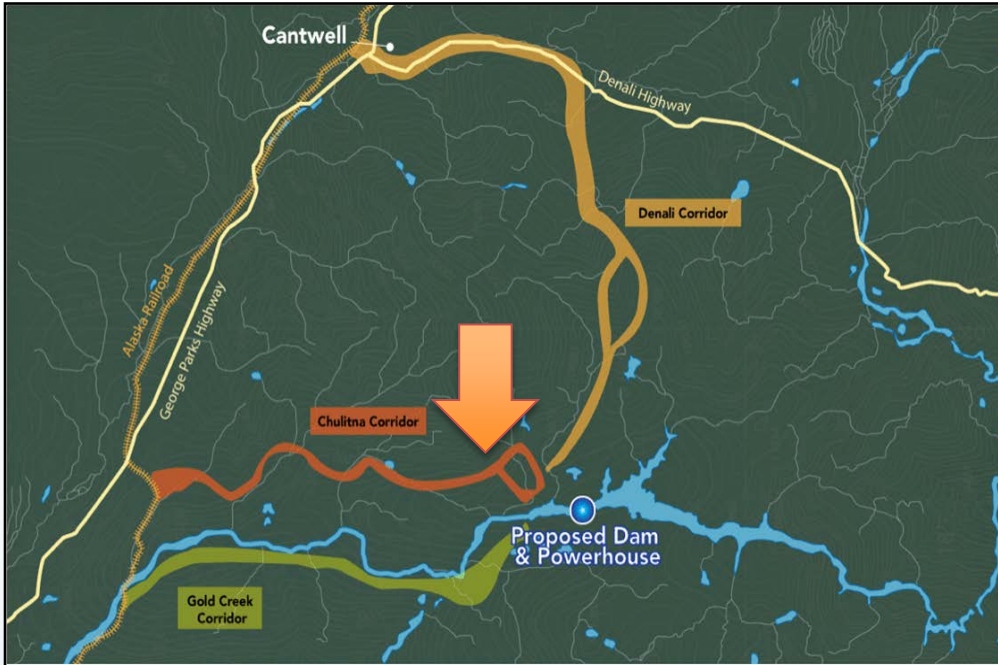 Cantwell
Denali Highway
Denali Corridor
Alaska Railroad
George Parks Highway
Chulitna Corridor
Proposed Dam
& Powerhouse
Gold Creek
Corridor